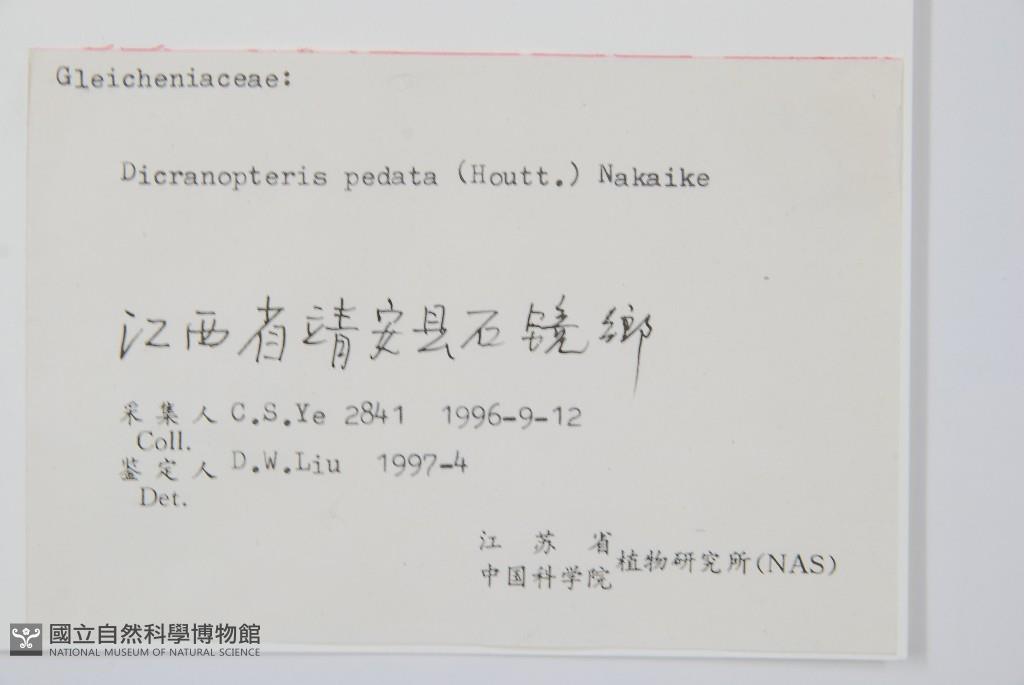 Gleicheniaceae:
Dicranopteris pedata (Houtt.) Nakaike
江西省靖安县石镜鄉
采集人 C.S.Ye 2841 1996-9-12
Coll.
鉴定人 D.W.Liu 1997-4
Det.
江苏省
中国科学院
植物研究所(NAS)
國立自然科學博物館
NATIONAL MUSEUM OF NATURAL SCIENCE